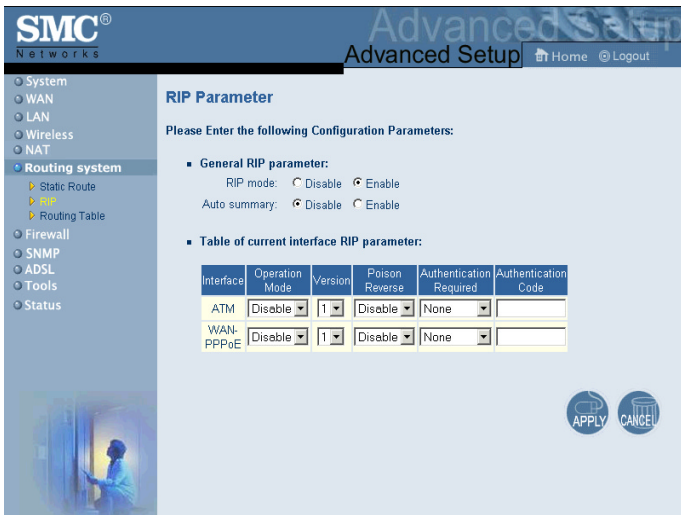 SMC®
Networks
Advanced Setup
Advanced Setup
Home
Logout
System
WAN
LAN
Wireless
NAT
Routing system
Static Route
RIP
Routing Table
Firewall
SNMP
ADSL
Tools
Status
RIP Parameter
Please Enter the following Configuration Parameters:
General RIP parameter:
RIP mode: Disable Enable
Auto summary: Disable Enable
Table of current interface RIP parameter:
Interface Operation Mode Version Poison Reverse Authentication Required Authentication Code
ATM Disable 1 Disable None
WAN-PPPoE Disable 1 Disable None
APPLY
CANCEL